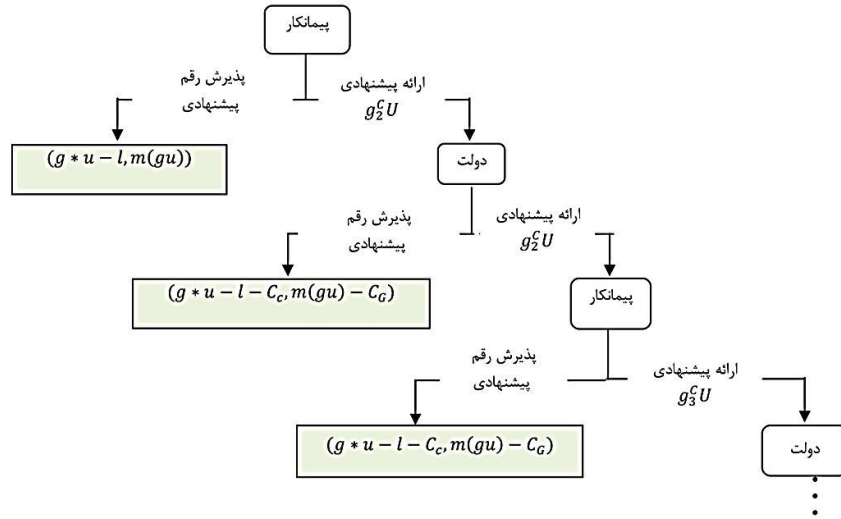 پیمانکار
پذیرش رقم
پیشنهادی
ارائه پیشنهادی
$g_2^C U$
$(g * u - l, m(gu))$
دولت
پذیرش رقم
پیشنهادی
ارائه پیشنهادی
$g_2^C U$
$(g * u - l - C_c, m(gu) - C_G)$
پیمانکار
پذیرش رقم
پیشنهادی
ارائه پیشنهادی
$g_3^C U$
$(g * u - l - C_c, m(gu) - C_G)$
دولت